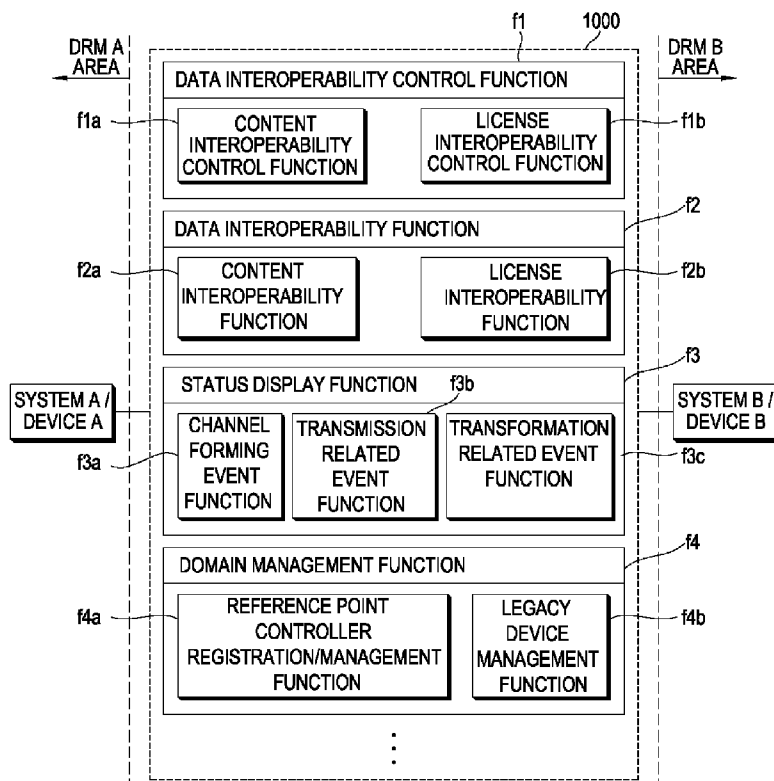 DRM A
AREA
f1
1000
DRM B
AREA
DATA INTEROPERABILITY CONTROL FUNCTION
f1a
CONTENT
INTEROPERABILITY
CONTROL FUNCTION
LICENSE
INTEROPERABILITY
CONTROL FUNCTION
f1b
DATA INTEROPERABILITY FUNCTION
f2
f2a
CONTENT
INTEROPERABILITY
FUNCTION
LICENSE
INTEROPERABILITY
FUNCTION
f2b
STATUS DISPLAY FUNCTION
f3
f3b
SYSTEM A /
DEVICE A
SYSTEM B /
DEVICE B
f3a
CHANNEL
FORMING
EVENT
FUNCTION
TRANSMISSION
RELATED
EVENT
FUNCTION
TRANSFORMATION
RELATED EVENT
FUNCTION
f3c
DOMAIN MANAGEMENT FUNCTION
f4
f4a
REFERENCE POINT
CONTROLLER
REGISTRATION/MANAGEMENT
FUNCTION
LEGACY
DEVICE
MANAGEMENT
FUNCTION
f4b